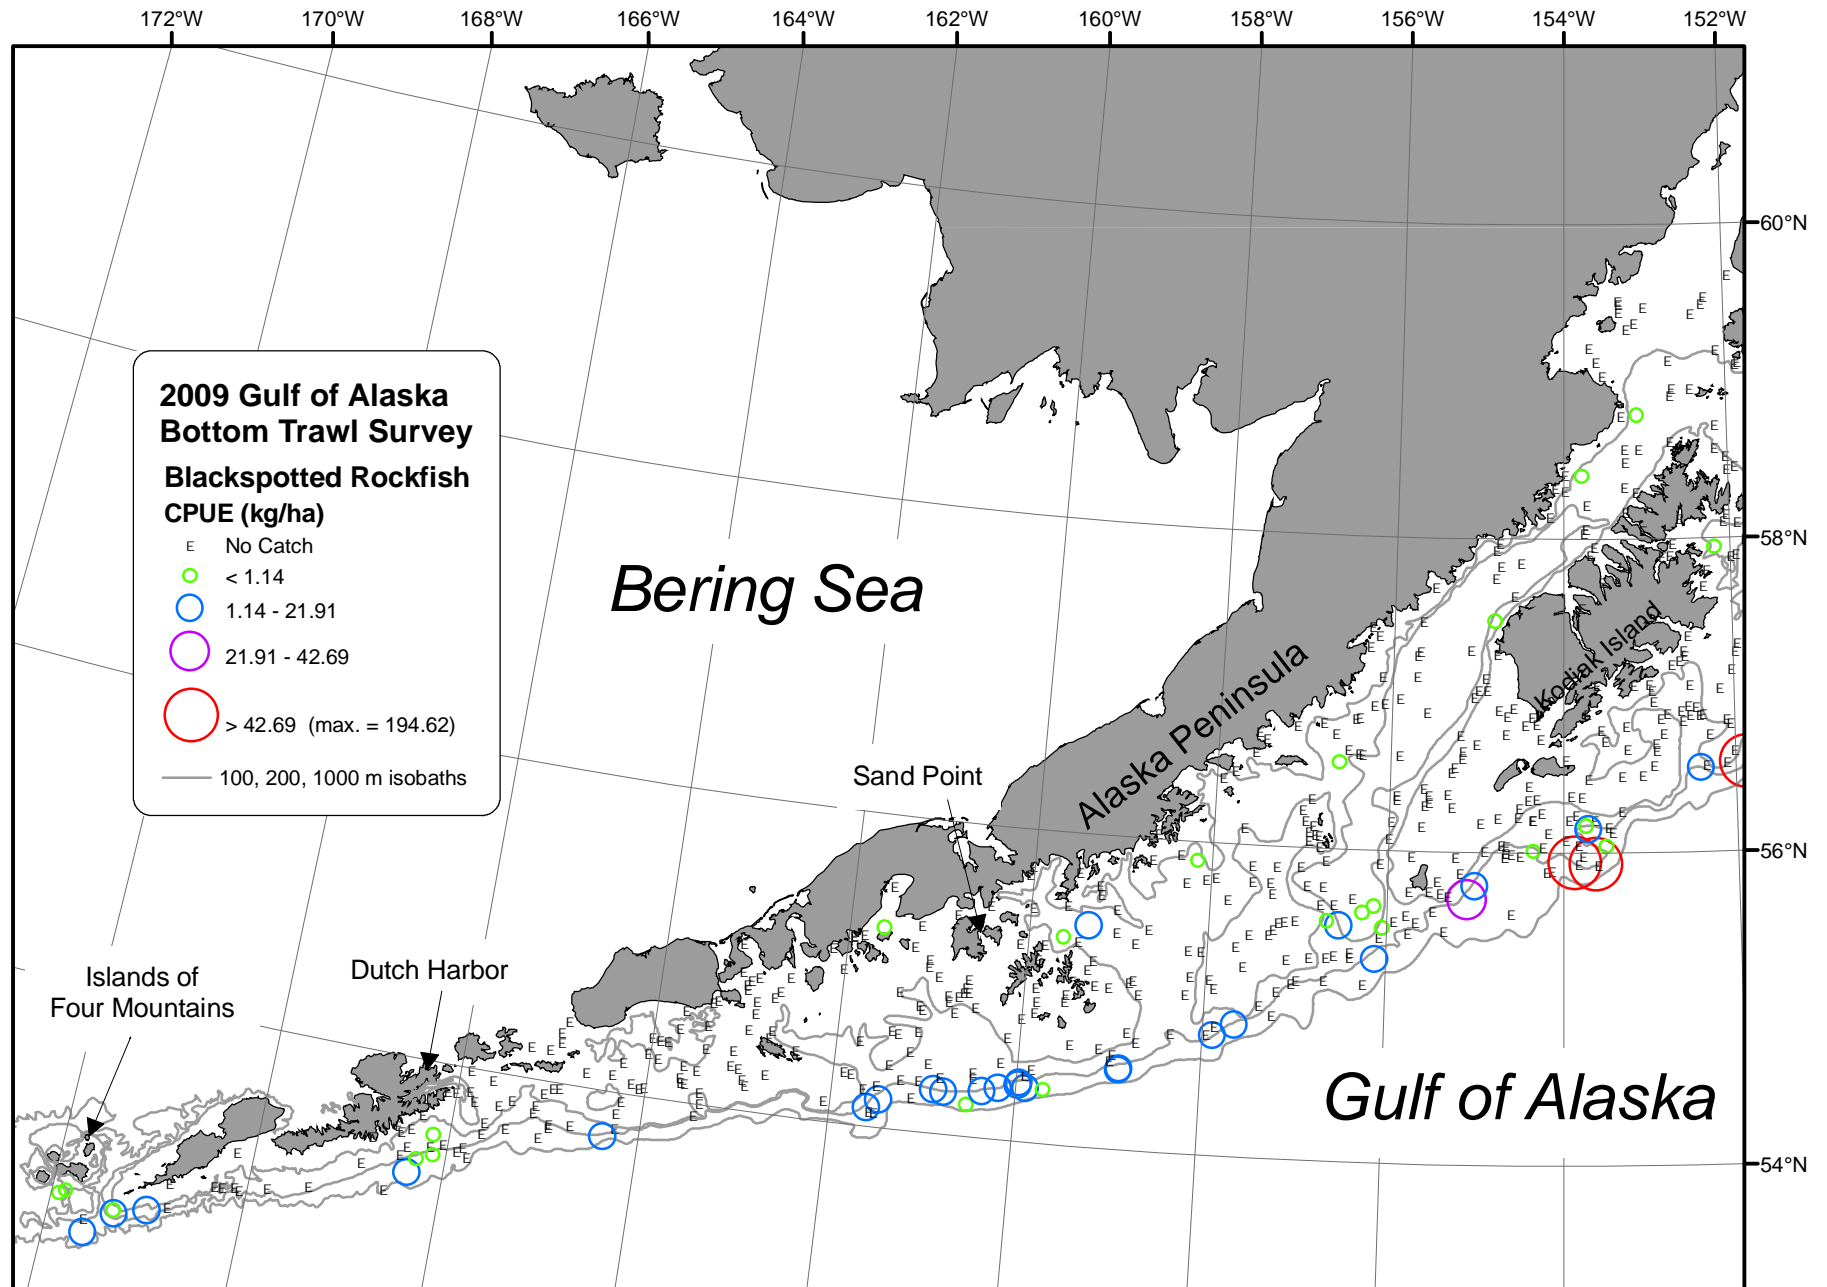 172°W 170°W 168°W 166°W 164°W 162°W 160°W 158°W 156°W 154°W 152°W
60°N
2009 Gulf of Alaska
Bottom Trawl Survey
Blackspotted Rockfish
CPUE (kg/ha)
E No Catch
< 1.14
1.14 - 21.91
21.91 - 42.69
> 42.69 (max. = 194.62)
100, 200, 1000 m isobaths
58°N
Bering Sea
Kodiak Island
Alaska Peninsula
Sand Point
56°N
Islands of
Four Mountains
Dutch Harbor
Gulf of Alaska
54°N